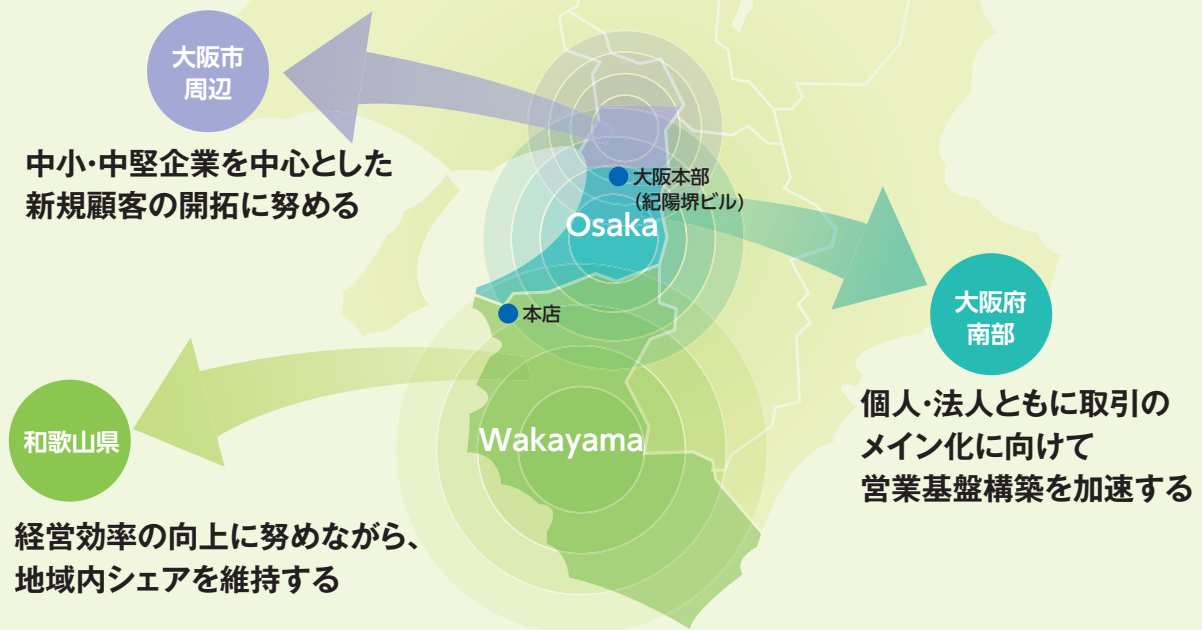 大阪市
周辺
中小・中堅企業を中心とした
新規顧客の開拓に努める
大阪本部
（紀陽堺ビル）
Osaka
本店
大阪府
南部
個人・法人ともに取引の
メイン化に向けて
営業基盤構築を加速する
和歌山県
Wakayama
経営効率の向上に努めながら、
地域内シェアを維持する